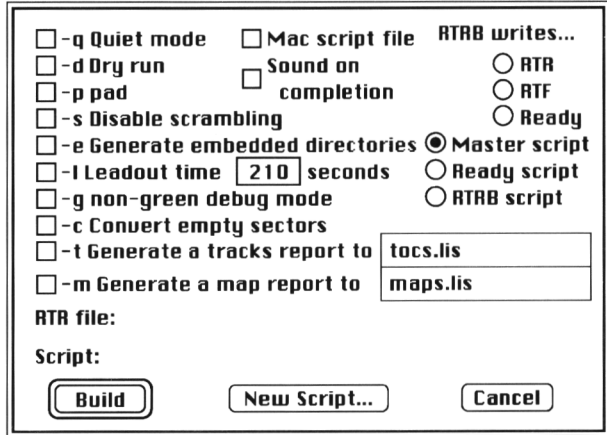 -q Quiet mode Mac script file RTRB writes...
-d Dry run Sound on completion RTR
-p pad RTF
-s Disable scrambling Ready
-e Generate embedded directories Master script
-l Leadout time 210 seconds Ready script
-g non-green debug mode RTRB script
-c Convert empty sectors
-t Generate a tracks report to tocs.lis
-m Generate a map report to maps.lis
RTR file:
Script:
Build New Script... Cancel